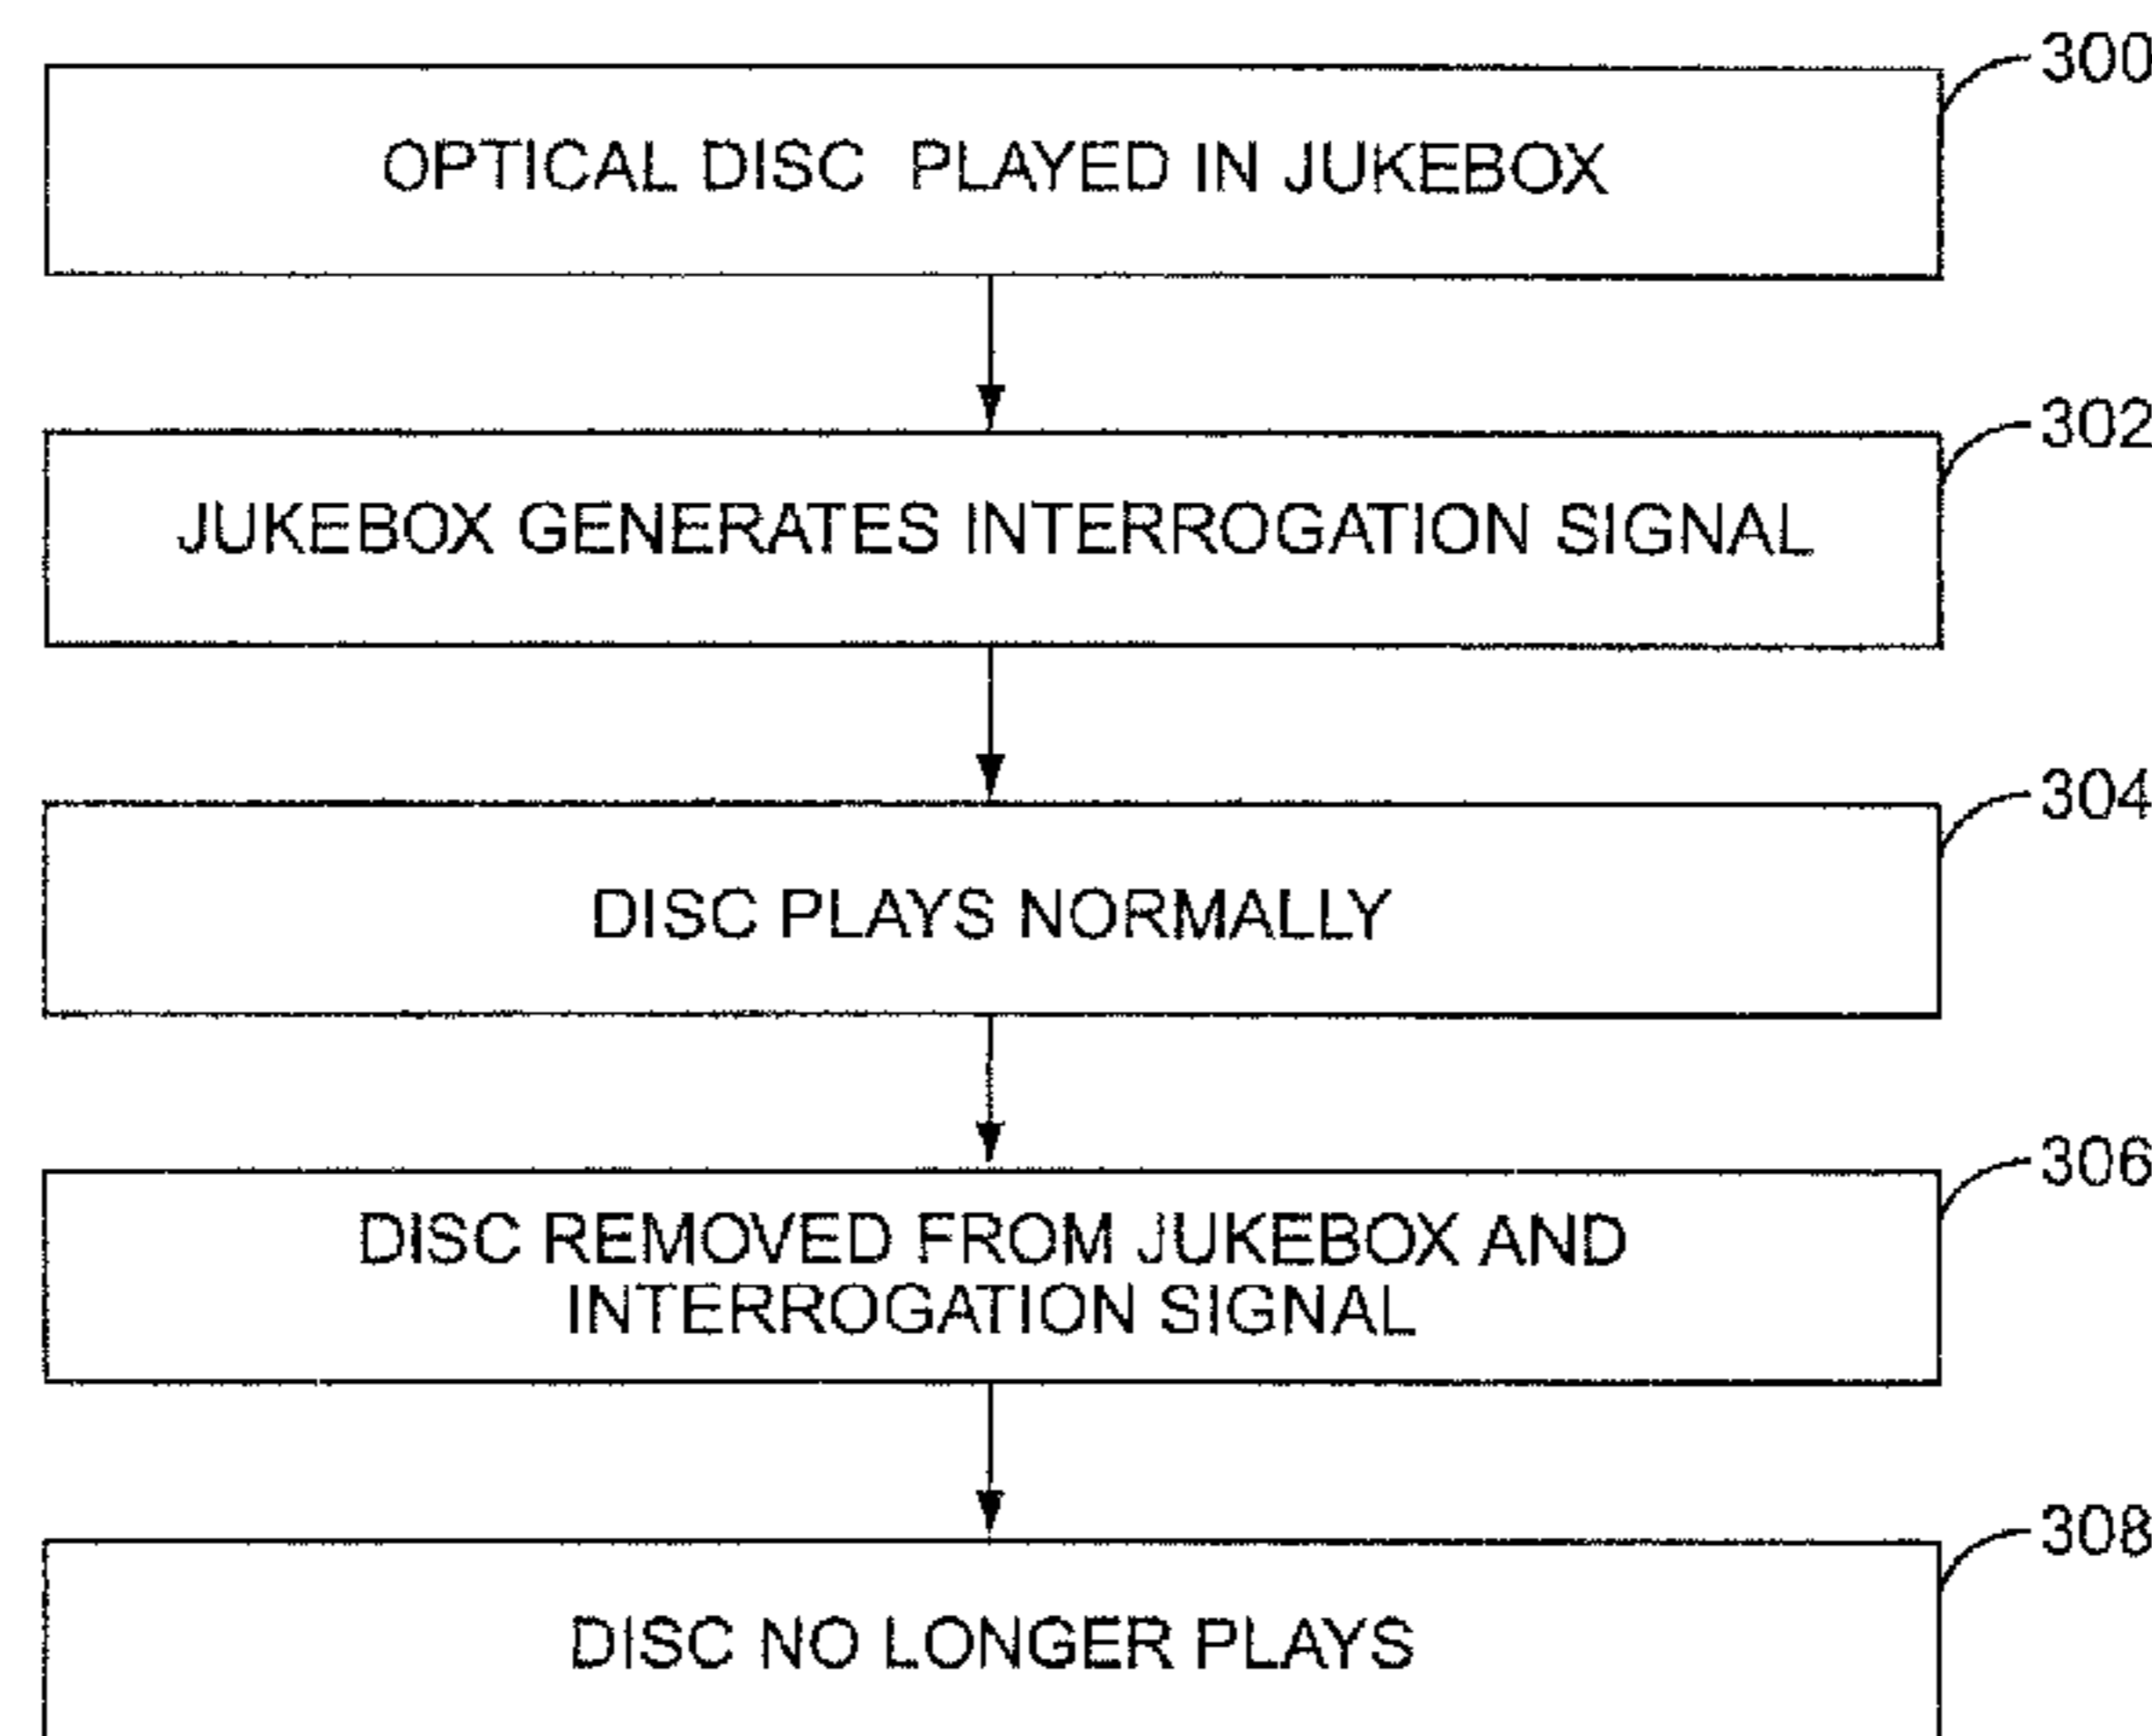 300
OPTICAL DISC PLAYED IN JUKEBOX
302
JUKEBOX GENERATES INTERROGATION SIGNAL
304
DISC PLAYS NORMALLY
306
DISC REMOVED FROM JUKEBOX AND
INTERROGATION SIGNAL
308
DISC NO LONGER PLAYS